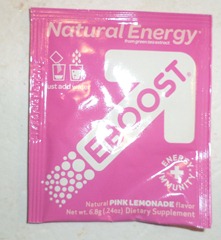 Natural Energy®
just add water
EBOOST®
ENERGY
IMMUNITY
Natural PINK LEMONADE flavor
Net wt. 6.8g (.24oz) Dietary Supplement